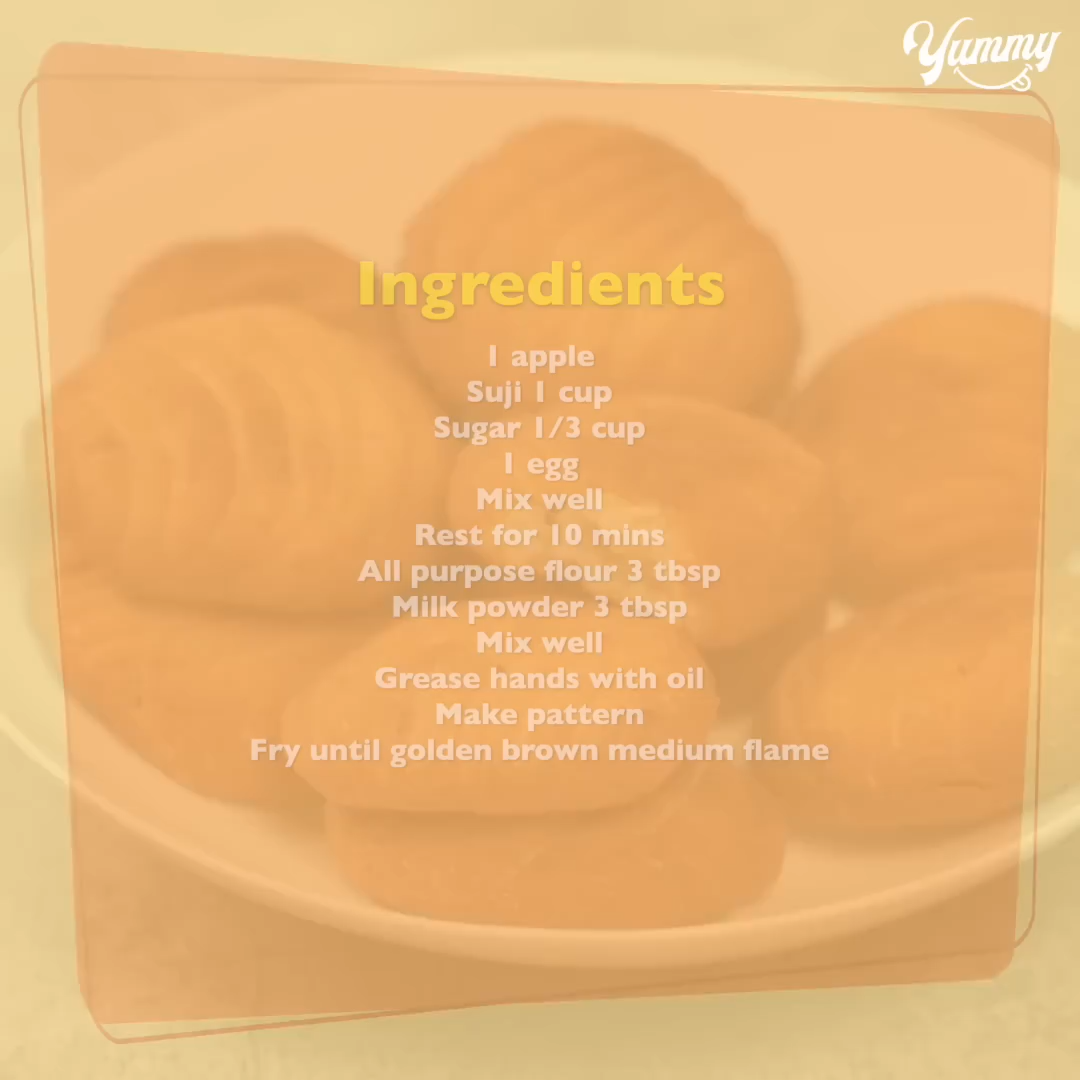 Yummy
Ingredients
1 apple
Suji 1 cup
Sugar 1/3 cup
1 egg
Mix well
Rest for 10 mins
All purpose flour 3 tbsp
Milk powder 3 tbsp
Mix well
Grease hands with oil
Make pattern
Fry until golden brown medium flame